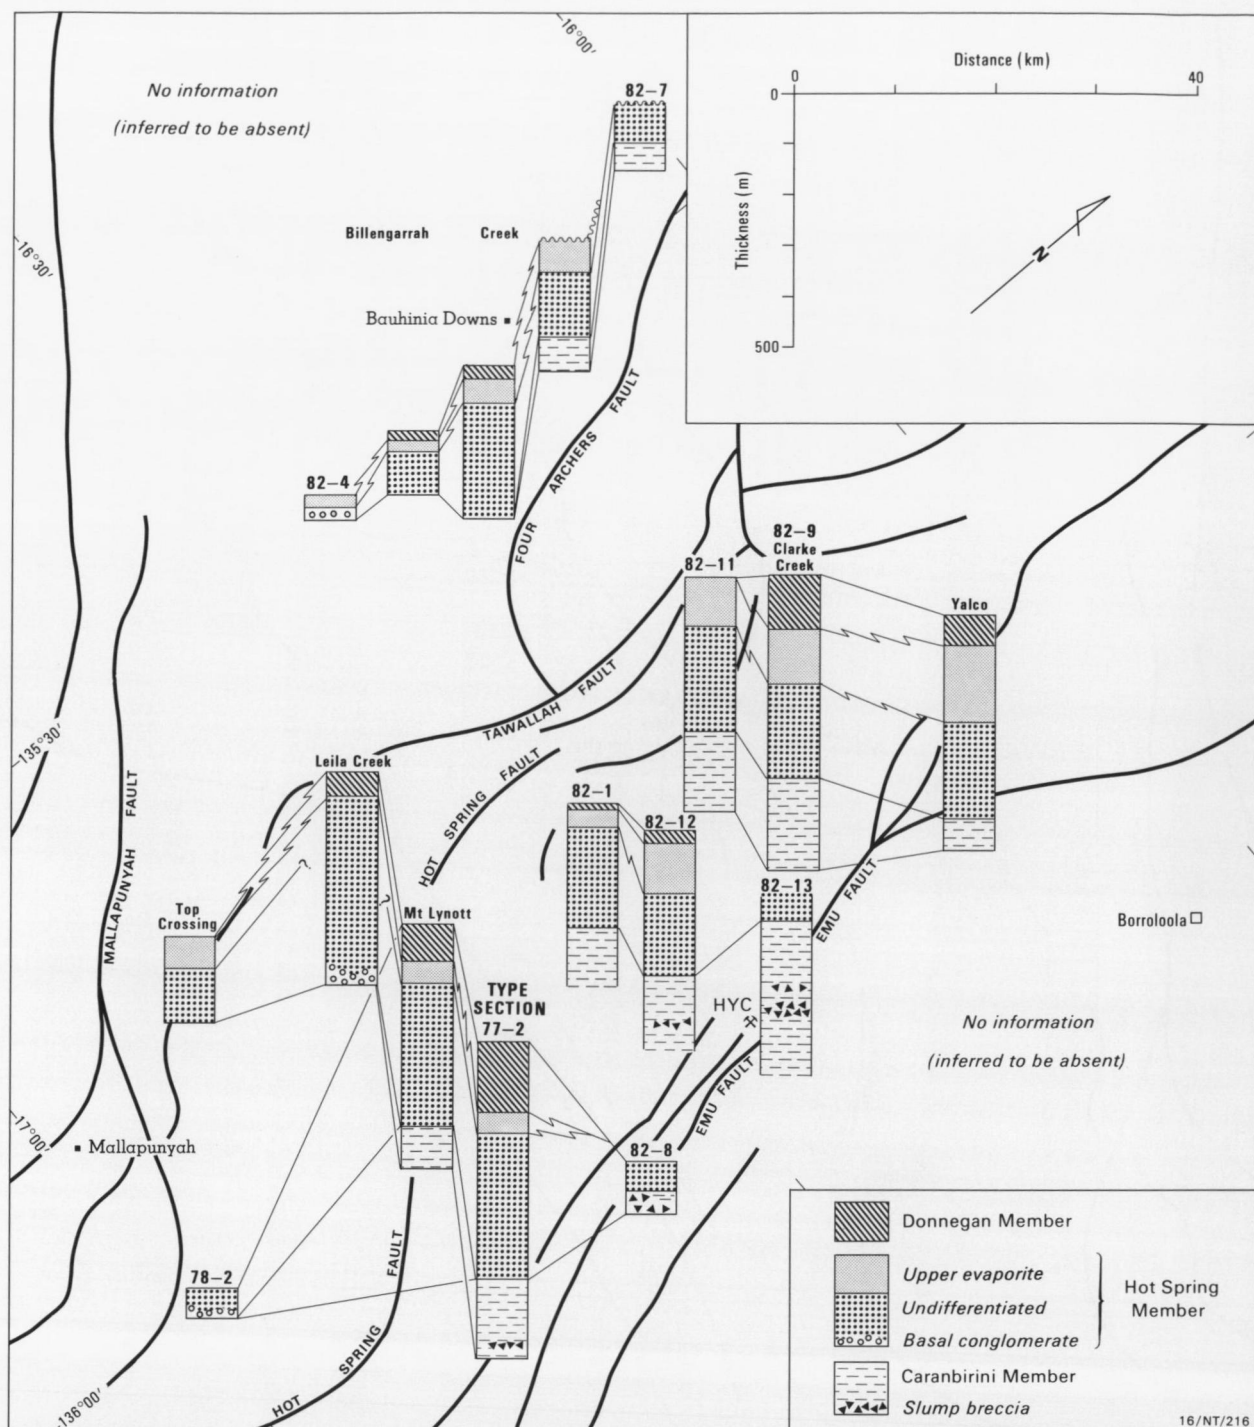 16°00′
No information
(inferred to be absent)
82–7
Distance (km)
0
40
0
Thickness (m)
500
N
16°30′
Billengarrah Creek
Bauhinia Downs
FOUR ARCHERS FAULT
82–4
82–9
Clarke
Creek
82–11
Yalco
TAWALLAH FAULT
135°30′
Leila Creek
HOT SPRING FAULT
82–1
82–12
82–13
EMU FAULT
MALLAPUNYAH FAULT
?
?
Top
Crossing
Mt Lynott
Borroloola
TYPE
SECTION
77–2
HYC
No information
(inferred to be absent)
EMU FAULT
17°00′
Mallapunyah
82–8
78–2
HOT SPRING FAULT
136°00′
Donnegan Member
Upper evaporite
Undifferentiated
Basal conglomerate
Hot Spring
Member
Caranbirini Member
Slump breccia
16/NT/216